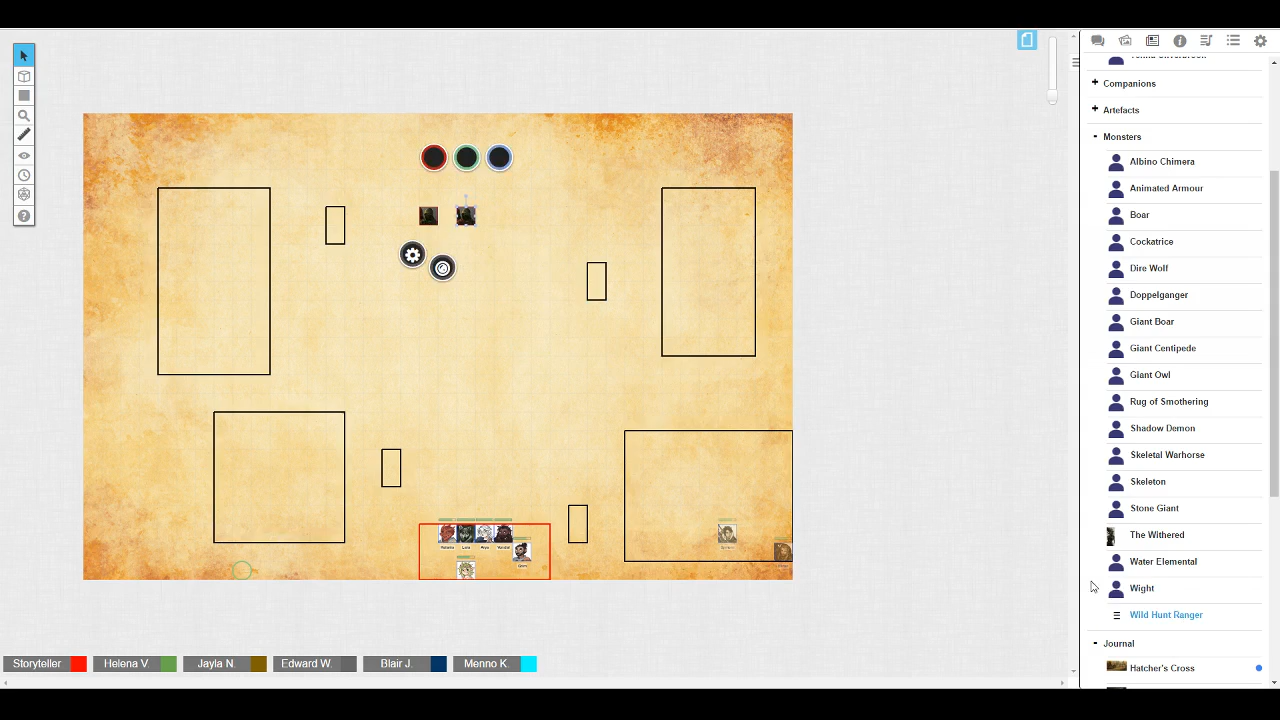 Companions
Artefacts
Monsters
Albino Chimera
Animated Armour
Boar
Cockatrice
Dire Wolf
Doppelganger
Giant Boar
Giant Centipede
Giant Owl
Rug of Smothering
Shadow Demon
Skeletal Warhorse
Skeleton
Stone Giant
The Withered
Water Elemental
Wight
Wild Hunt Ranger
Journal
Hatcher's Cross
Storyteller
Helena V.
Jayla N.
Edward W.
Blair J.
Menno K.